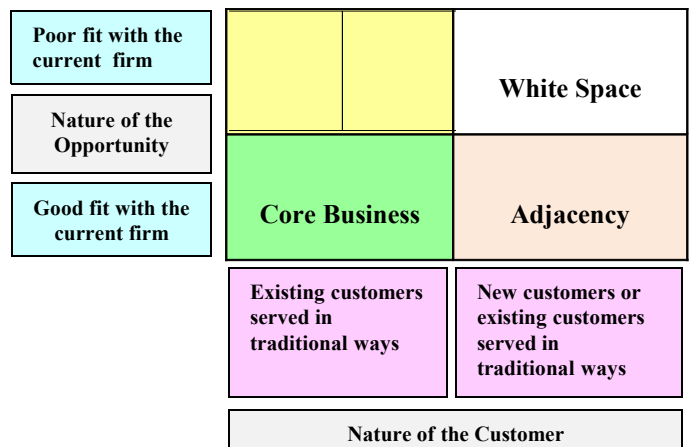 Poor fit with the
current firm
White Space
Nature of the
Opportunity
Good fit with the
current firm
Core Business
Adjacency
Existing customers
served in
traditional ways
New customers or
existing customers
served in
traditional ways
Nature of the Customer